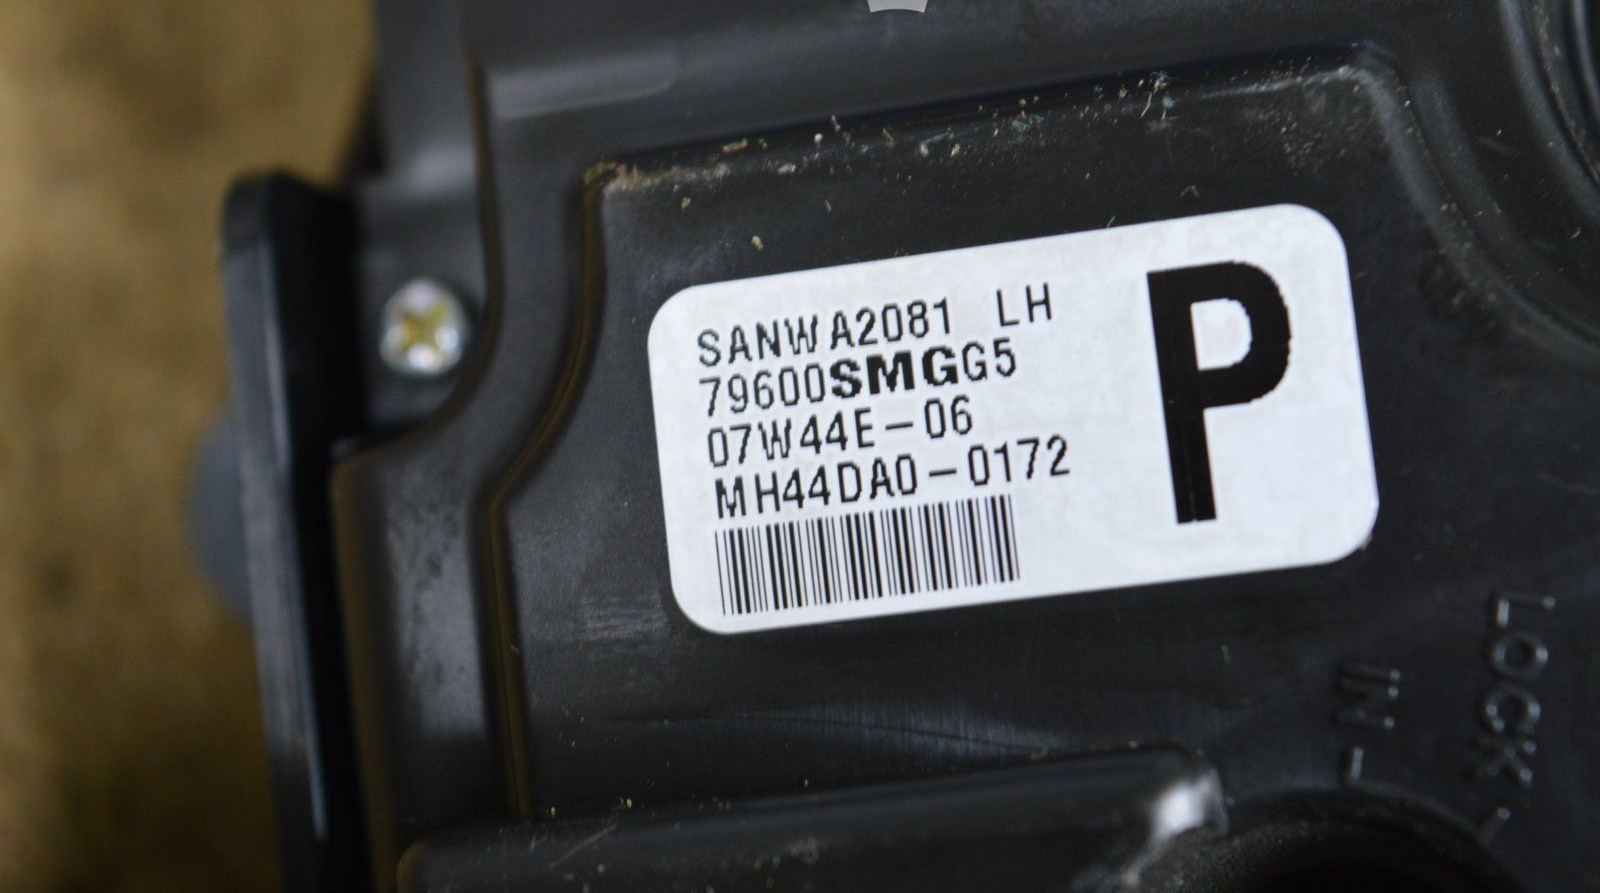 SANWA2081 LH
79600SMGG5
07W44E-06
MH44DA0-0172
P
LOCK
IN